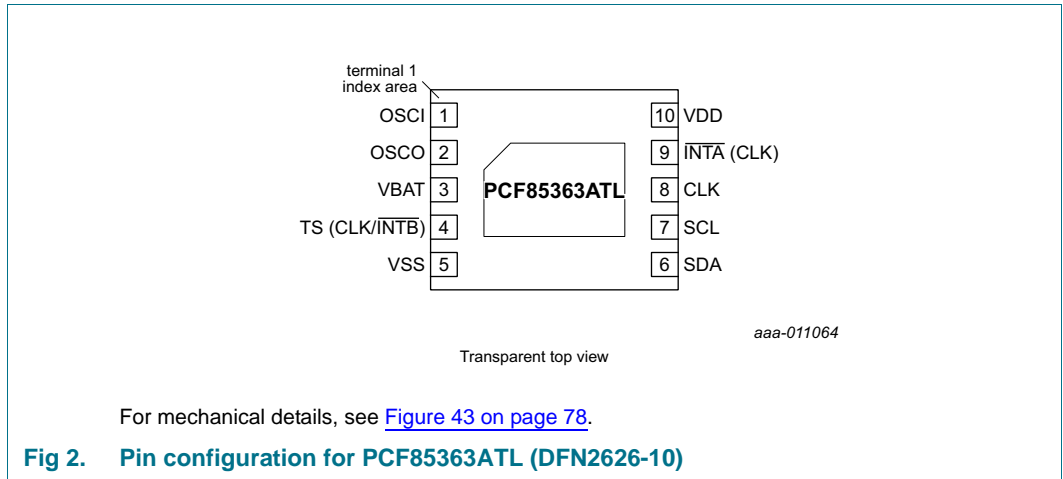 terminal 1
index area
OSCI 1
10 VDD
OSCO 2
9 INTA (CLK)
VBAT 3
PCF85363ATL
8 CLK
TS (CLK/INTB) 4
7 SCL
VSS 5
6 SDA
aaa-011064
Transparent top view
For mechanical details, see Figure 43 on page 78.
Fig 2. Pin configuration for PCF85363ATL (DFN2626-10)